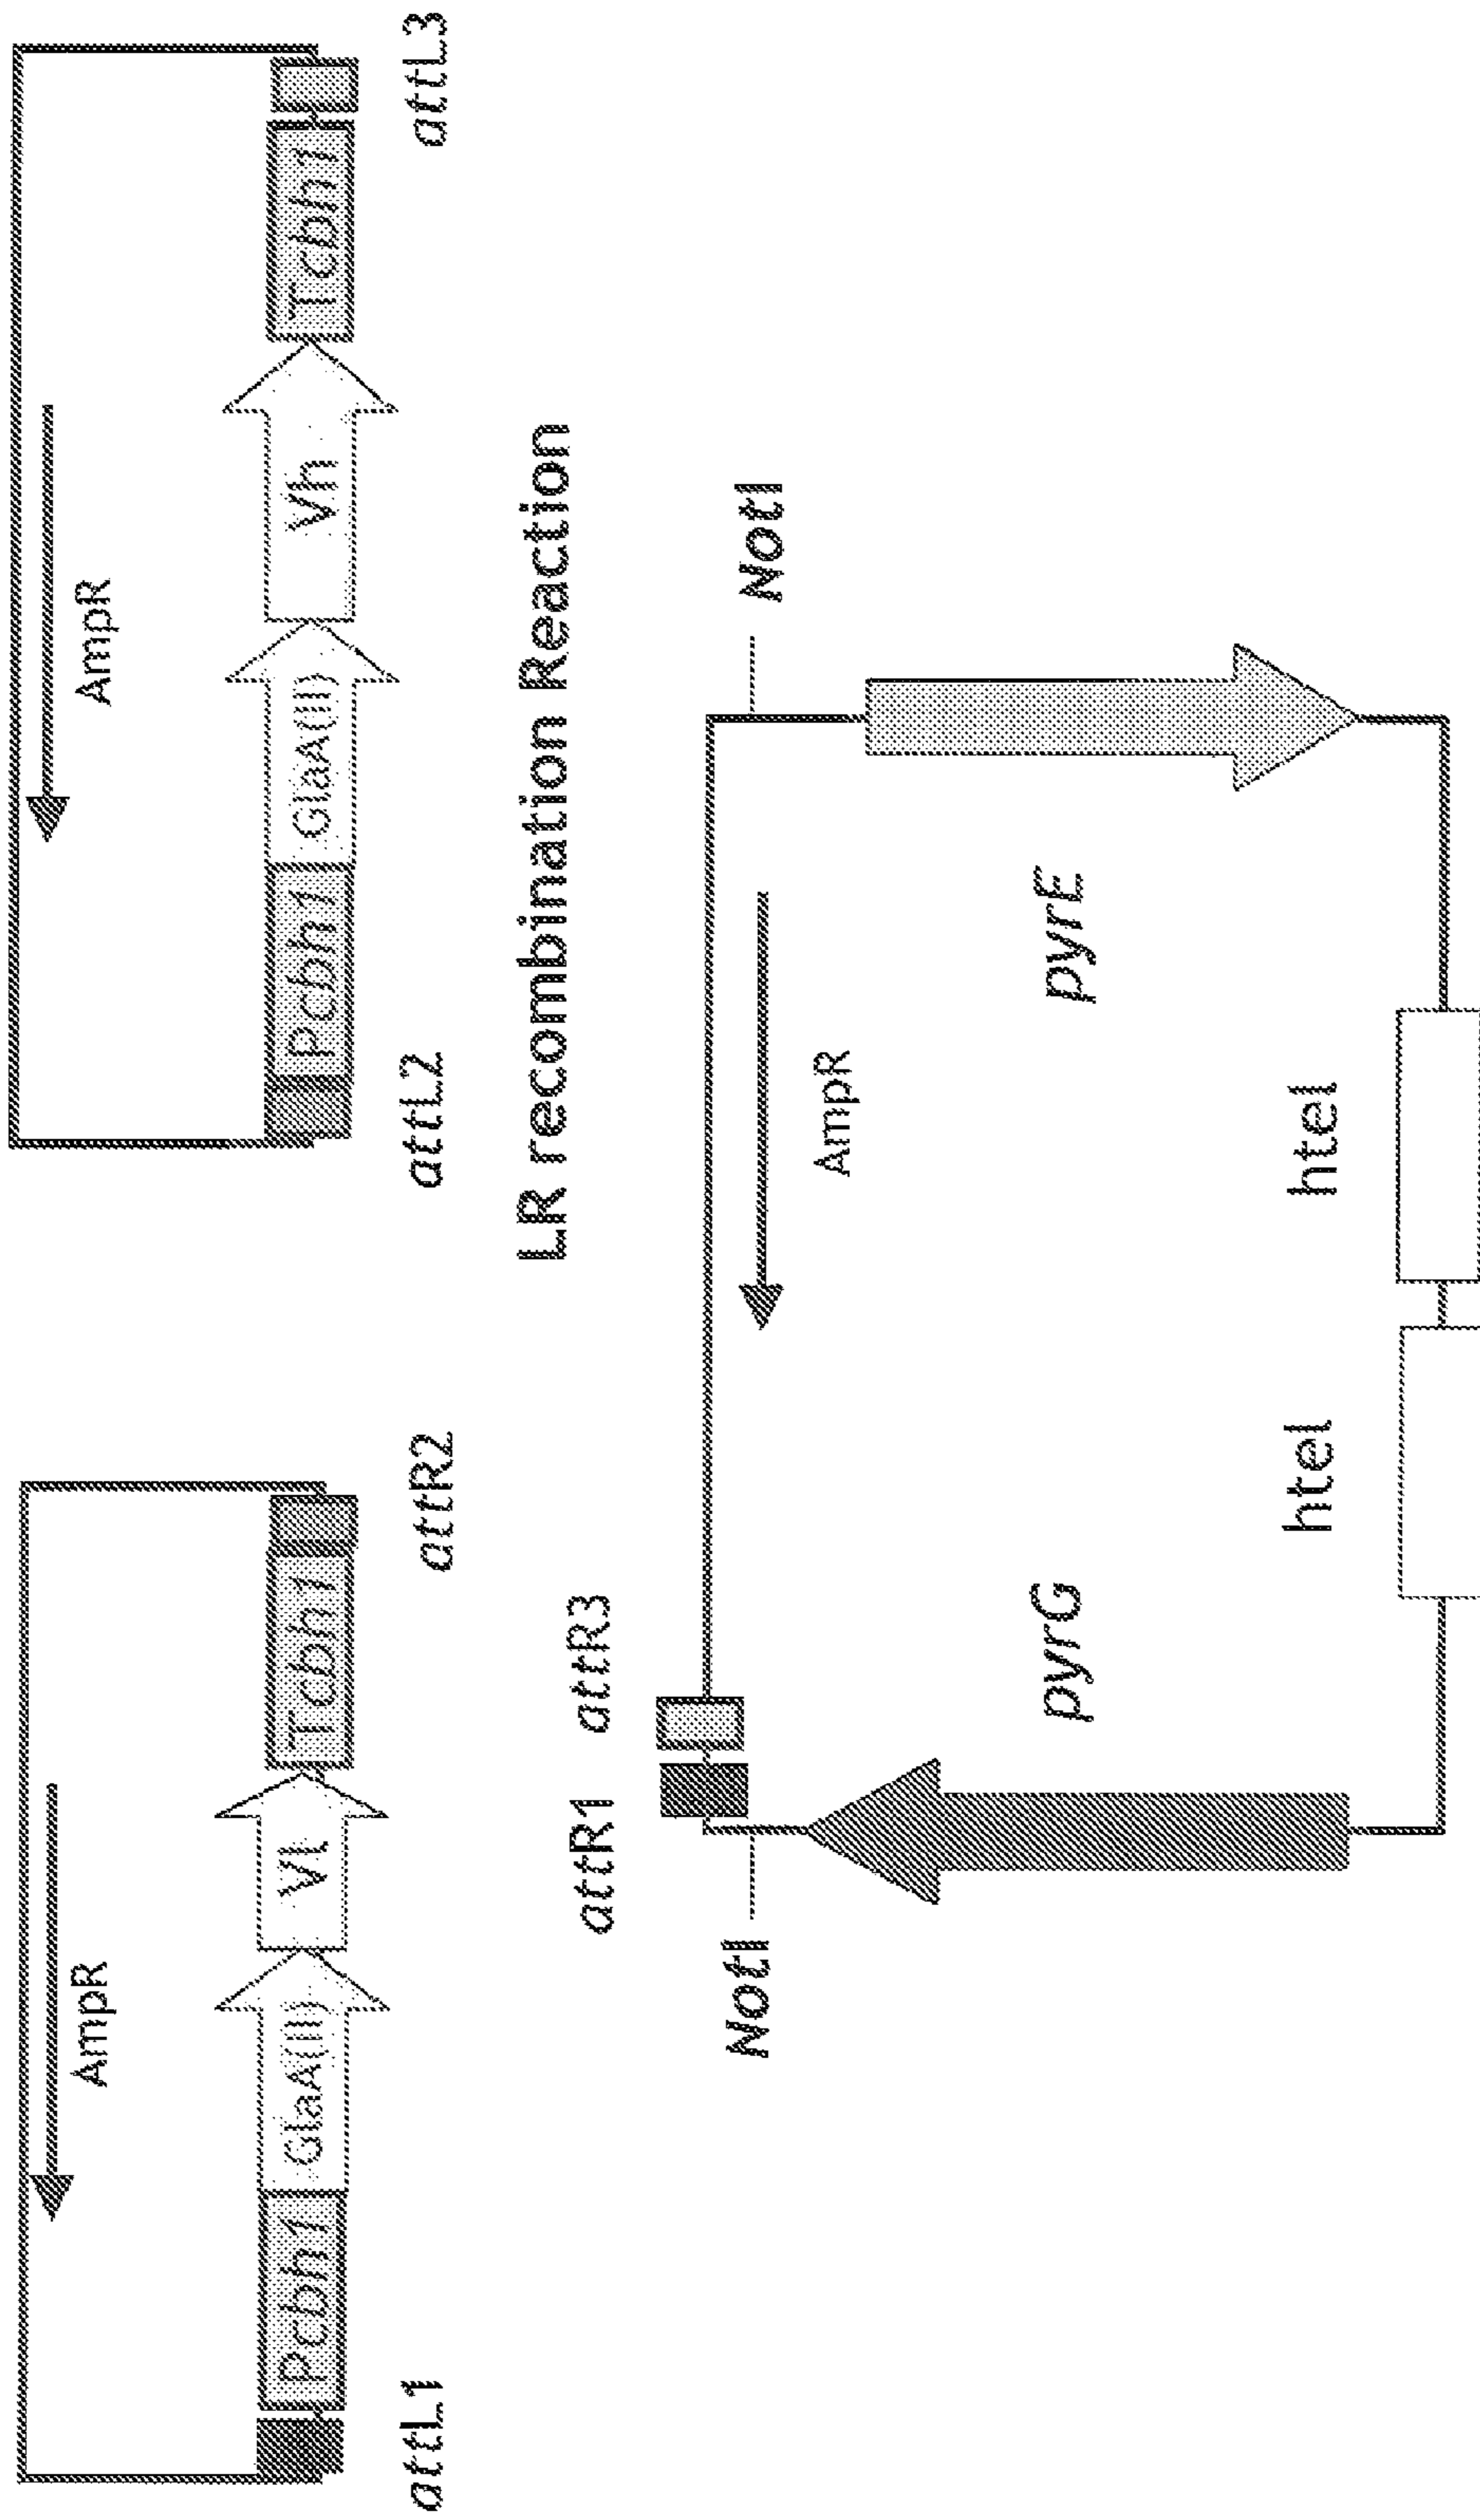 AmpR
AmpR
Pcbh1 GlaA(II) VL Tcbh1
Pcbh1 GlaA(II) Vh Tcbh1
attL1
attR2
attL2
attL3
LR recombination Reaction
attR1 attR3
NotI
NotI
AmpR
pyrG
pyrE
htel
htel